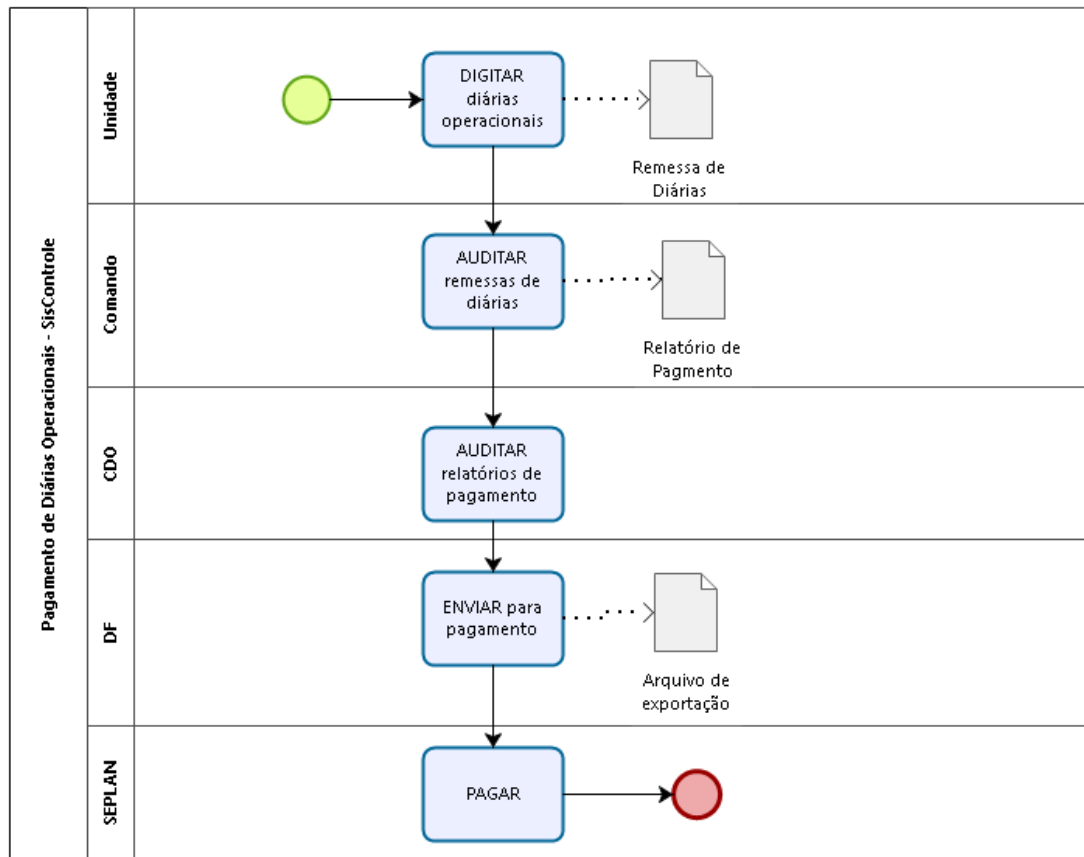 Pagamento de Diárias Operacionais - SisControle
Unidade
DIGITAR
diárias
operacionais
Remessa de
Diárias
Comando
AUDITAR
remessas de
diárias
Relatório de
Pagmento
CDO
AUDITAR
relatórios de
pagamento
DF
ENVIAR para
pagamento
Arquivo de
exportação
SEPLAN
PAGAR